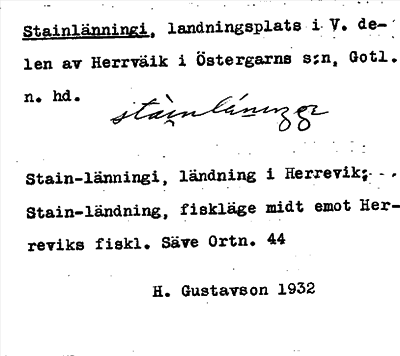 Stainlänningi, landningsplats i V. de-
len av Herrväik i Östergarns s:n, Gotl.
n. hd.
Stain-länningi, ländning i Herrevik;
Stain-ländning, fiskläge midt emot Her-
reviks fiskl. Säve Ortn. 44
H. Gustavson 1932